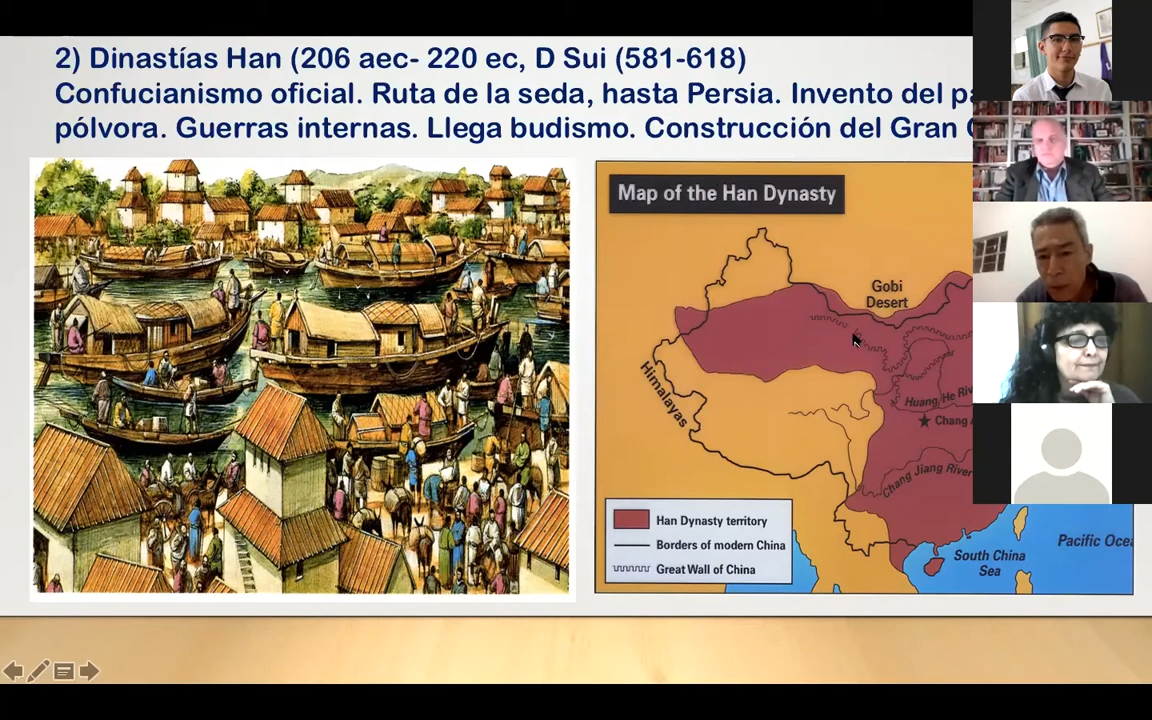 2) Dinastías Han (206 aec- 220 ec, D Sui (581-618)
Confucianismo oficial. Ruta de la seda, hasta Persia. Invento del
pólvora. Guerras internas. Llega budismo. Construcción del Gran
Map of the Han Dynasty
Gobi
Desert
Himalayas
Huang He
Chang
Chang Jiang River
Han Dynasty territory
Borders of modern China
Great Wall of China
South China
Sea
Pacific